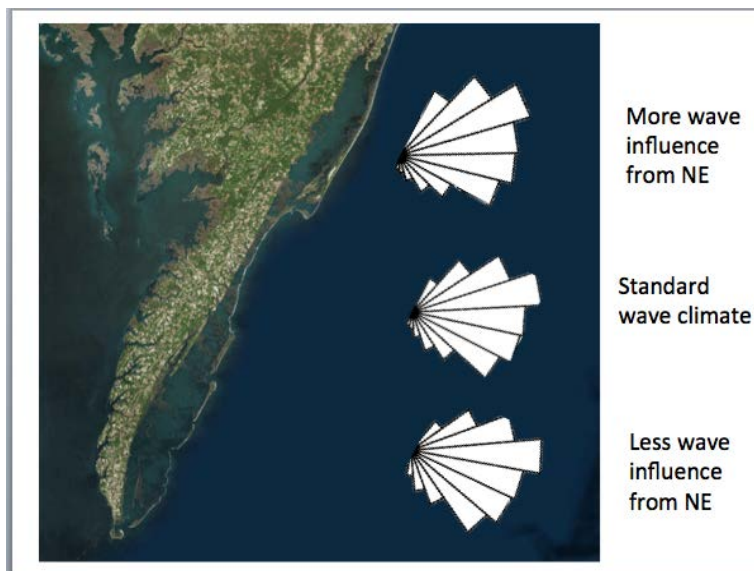 More wave
influence
from NE
Standard
wave climate
Less wave
influence
from NE